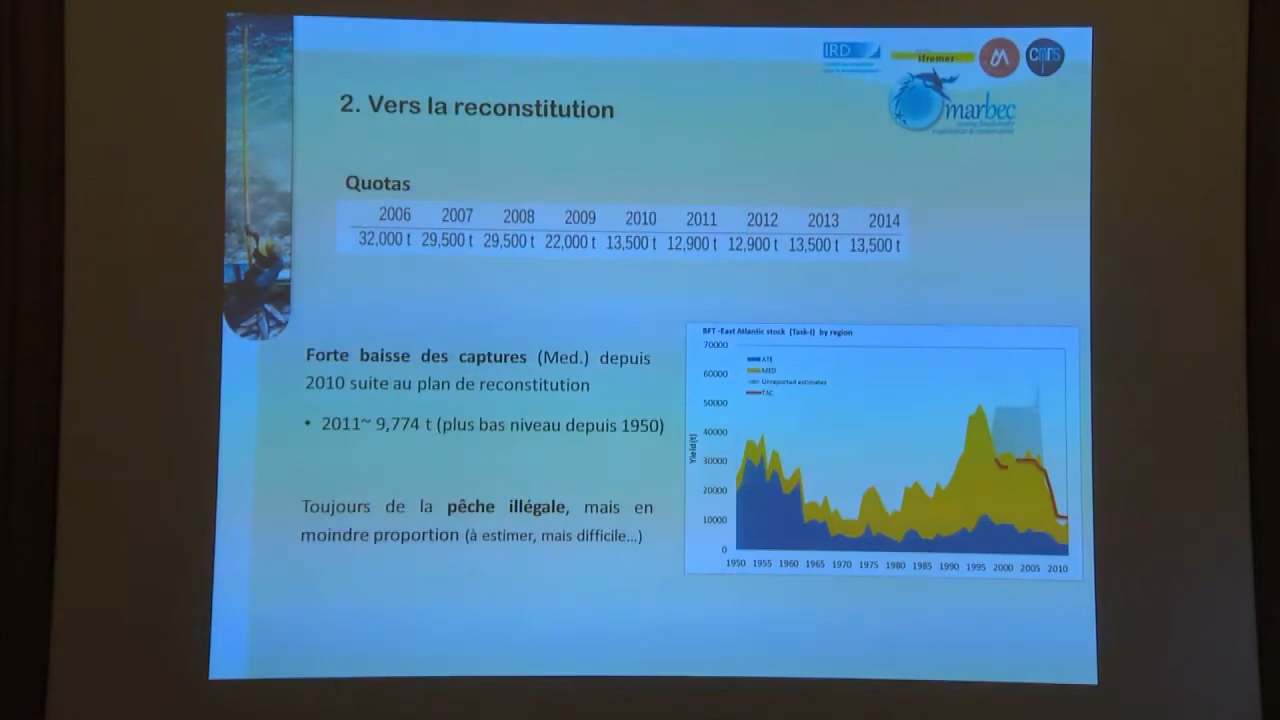 IRD
ifremer
cnrs
marbec
2. Vers la reconstitution
Quotas
2006 2007 2008 2009 2010 2011 2012 2013 2014
32,000 t 29,500 t 29,500 t 22,000 t 13,500 t 12,900 t 12,900 t 13,500 t 13,500 t
Forte baisse des captures (Med.) depuis
2010 suite au plan de reconstitution
• 2011~ 9,774 t (plus bas niveau depuis 1950)
Toujours de la pêche illégale, mais en
moindre proportion (à estimer, mais difficile...)
BFT -East Atlantic stock (Task-I) by region
70000
60000
50000
40000
30000
20000
10000
0
Yield(t)
ATE
MED
Unreported estimates
TAC
1950 1955 1960 1965 1970 1975 1980 1985 1990 1995 2000 2005 2010